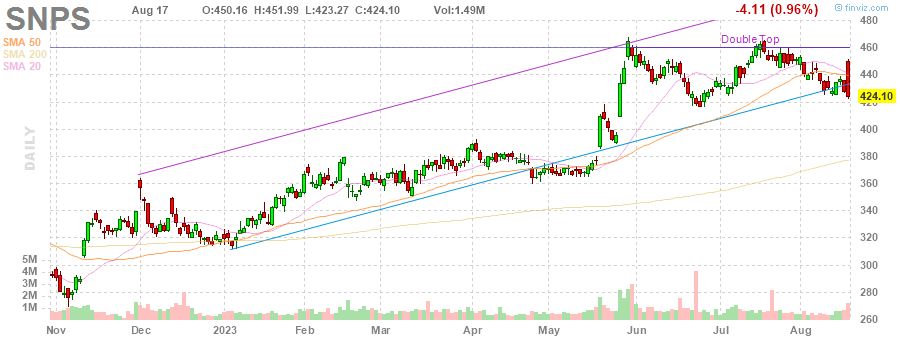 SNPS
Aug 17 O:450.16 H:451.99 L:423.27 C:424.10 Vol:1.49M -4.11 (0.96%)
© finviz.com
SMA 50
SMA 200
SMA 20
DAILY
Double Top
480
460
440
424.10
420
400
380
360
340
320
300
280
260
5M
4M
3M
2M
1M
Nov Dec 2023 Feb Mar Apr May Jun Jul Aug